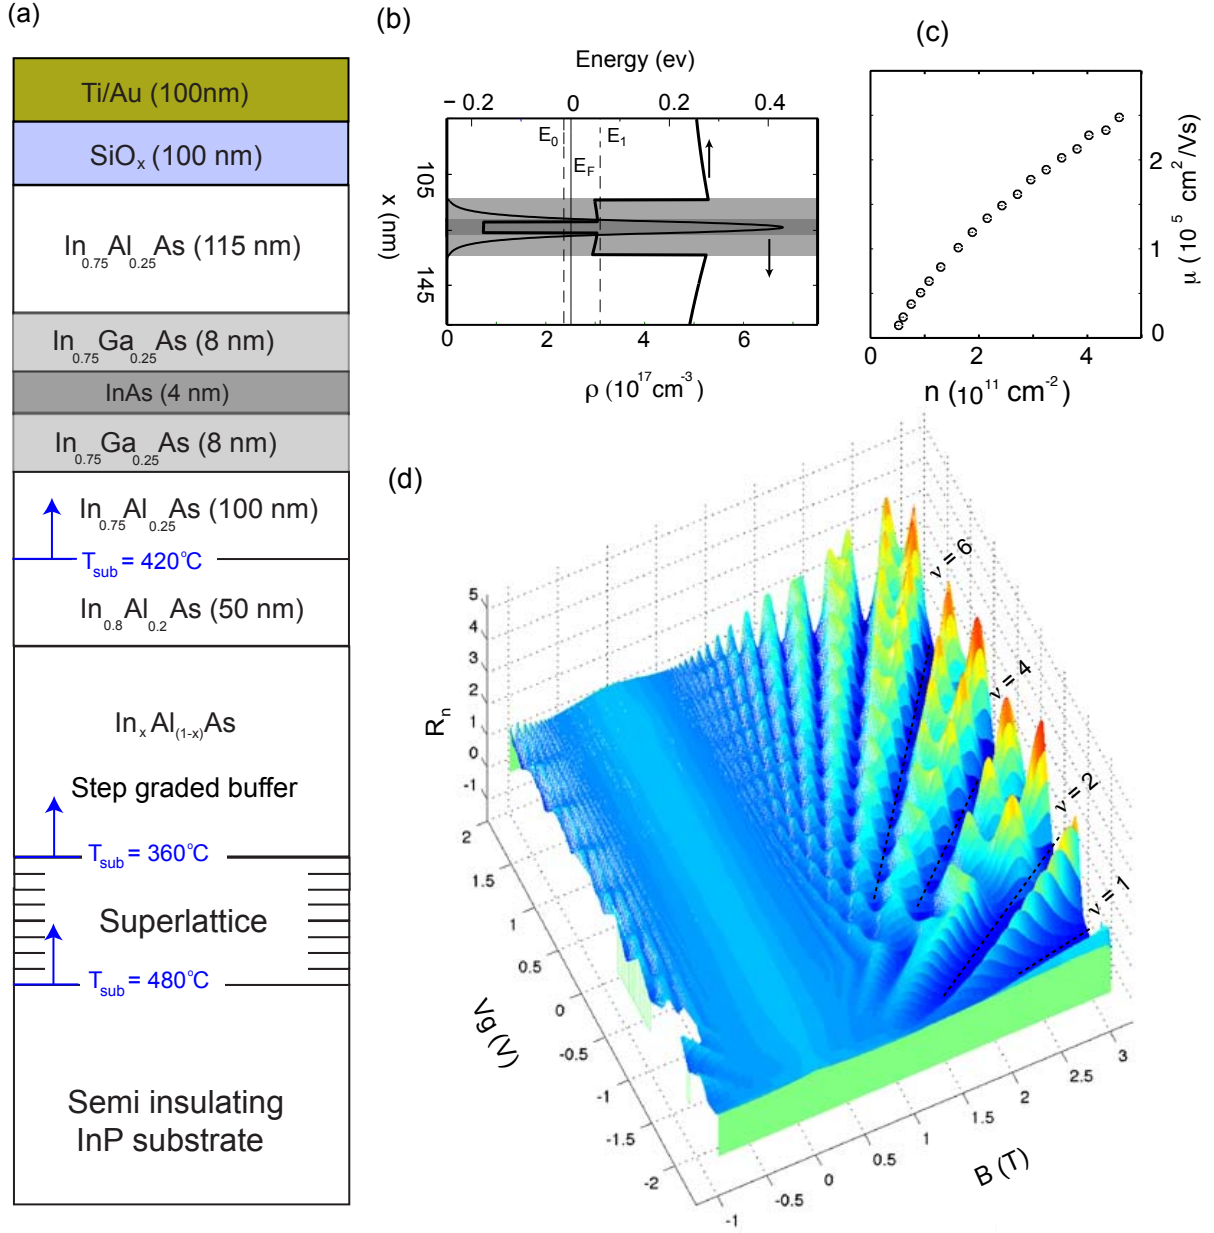 (a)
Ti/Au (100nm)
SiOx (100 nm)
In0.75Al0.25As (115 nm)
In0.75Ga0.25As (8 nm)
InAs (4 nm)
In0.75Ga0.25As (8 nm)
In0.75Al0.25As (100 nm)
Tsub = 420°C
In0.8Al0.2As (50 nm)
InxAl(1-x)As
Step graded buffer
Tsub = 360°C
Superlattice
Tsub = 480°C
Semi insulating
InP substrate
(b)
Energy (ev)
− 0.2 0 0.2 0.4
E0 EF E1
x (nm)
105
145
0 2 4 6
ρ (10^17 cm^-3)
(c)
μ (10^5 cm^2/Vs)
2
1
0
0 2 4
n (10^11 cm^-2)
(d)
Rn
5
4
3
2
1
0
-1
2
1.5
1
0.5
0
-0.5
-1
-1.5
-2
Vg (V)
-1
-0.5
0
0.5
1
1.5
2
2.5
3
B (T)
ν = 6
ν = 4
ν = 2
ν = 1